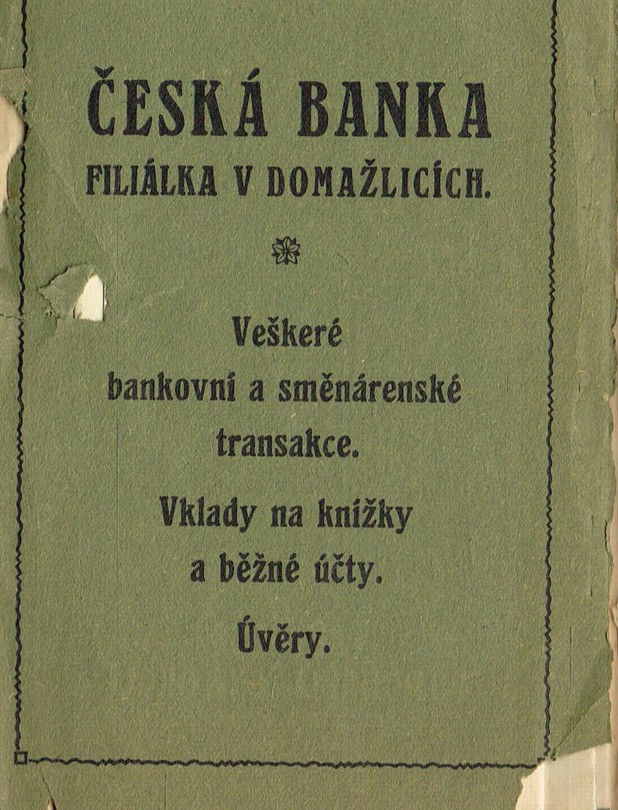 ČESKÁ BANKA
FILIÁLKA V DOMAŽLICÍCH.
Veškeré
bankovní a směnárenské
transakce.
Vklady na knížky
a běžné účty.
Úvěry.